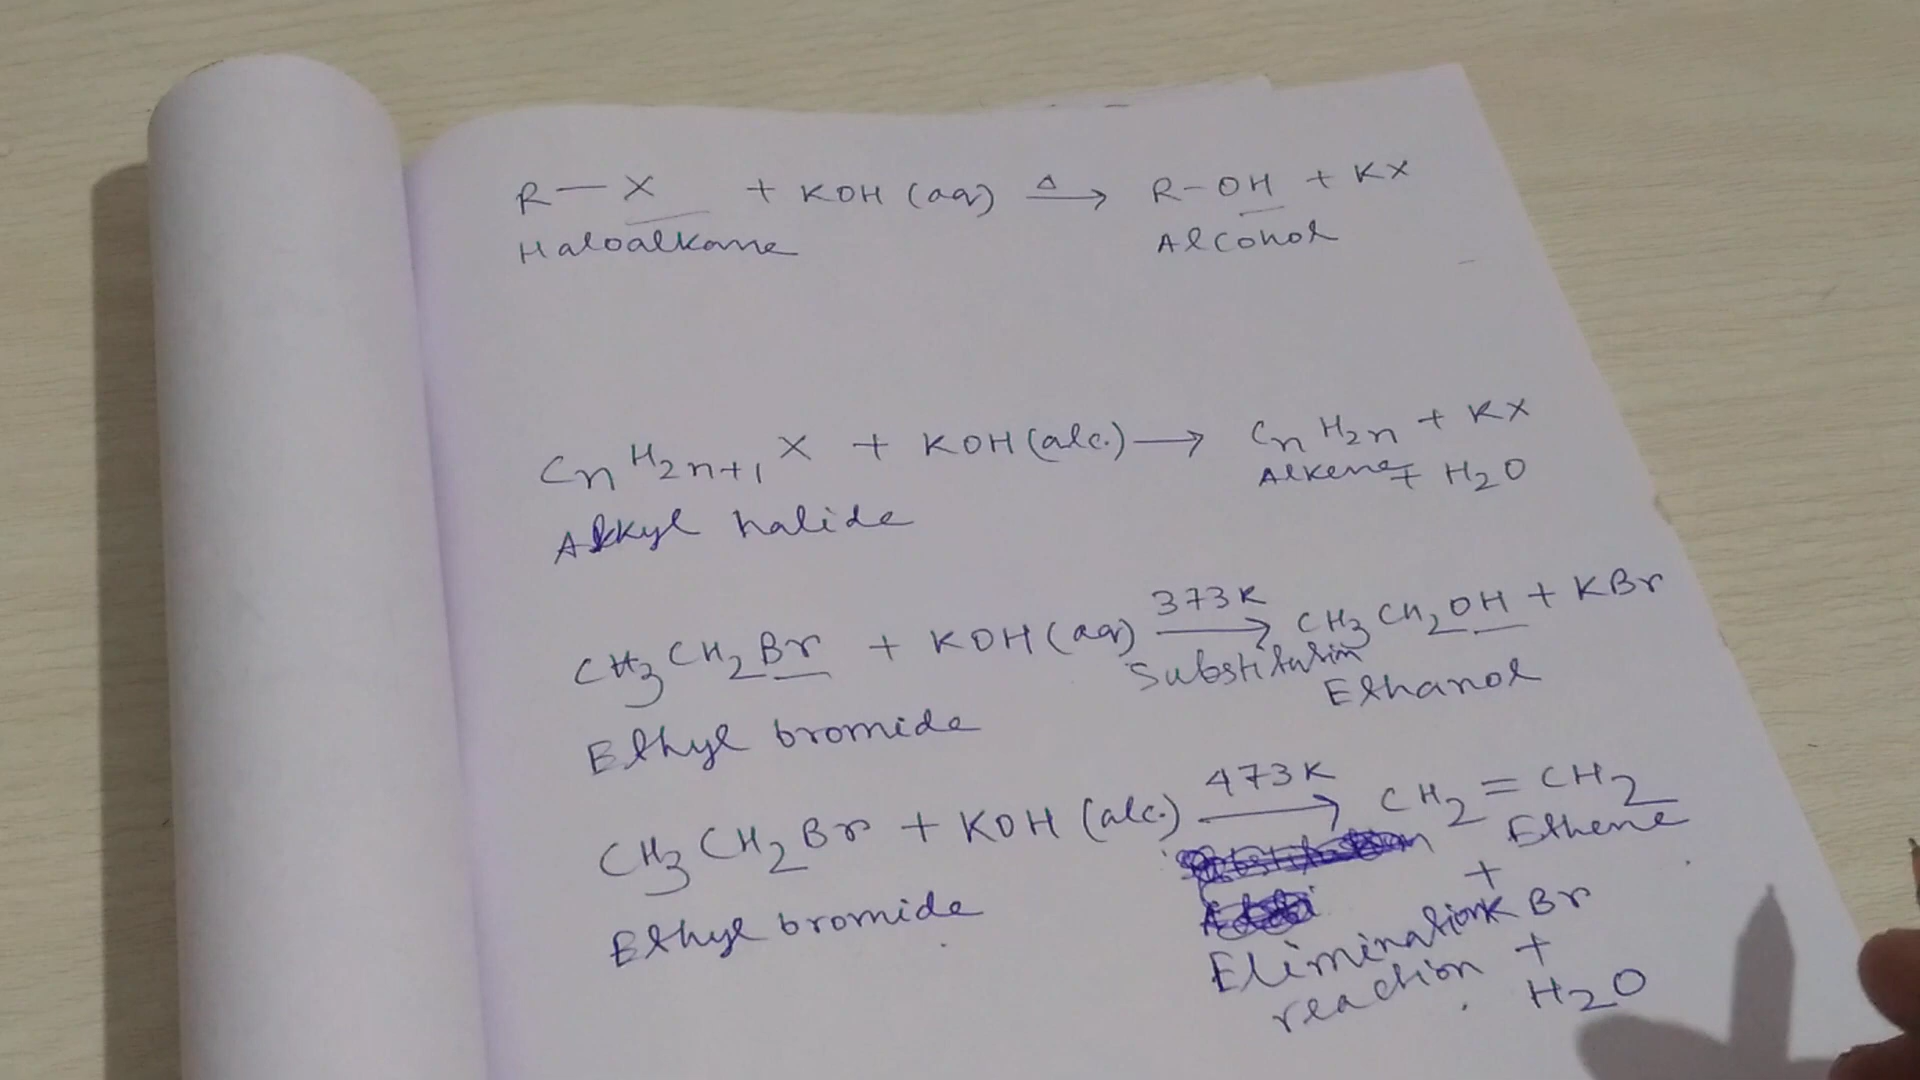 R—X + KOH (aq) Δ→ R-OH + KX
Haloalkane Alcohol
CnH2n+1X + KOH (alc.) → CnH2n + KX
Alkene + H2O
Alkyl halide
CH3CH2Br + KOH (aq) 373K→ CH3CH2OH + KBr
Substitution
Ethanol
Ethyl bromide
CH3CH2Br + KOH (alc.) 473K→ CH2=CH2
Ethene
+
Ethyl bromide
Elimination KBr
reaction +
H2O